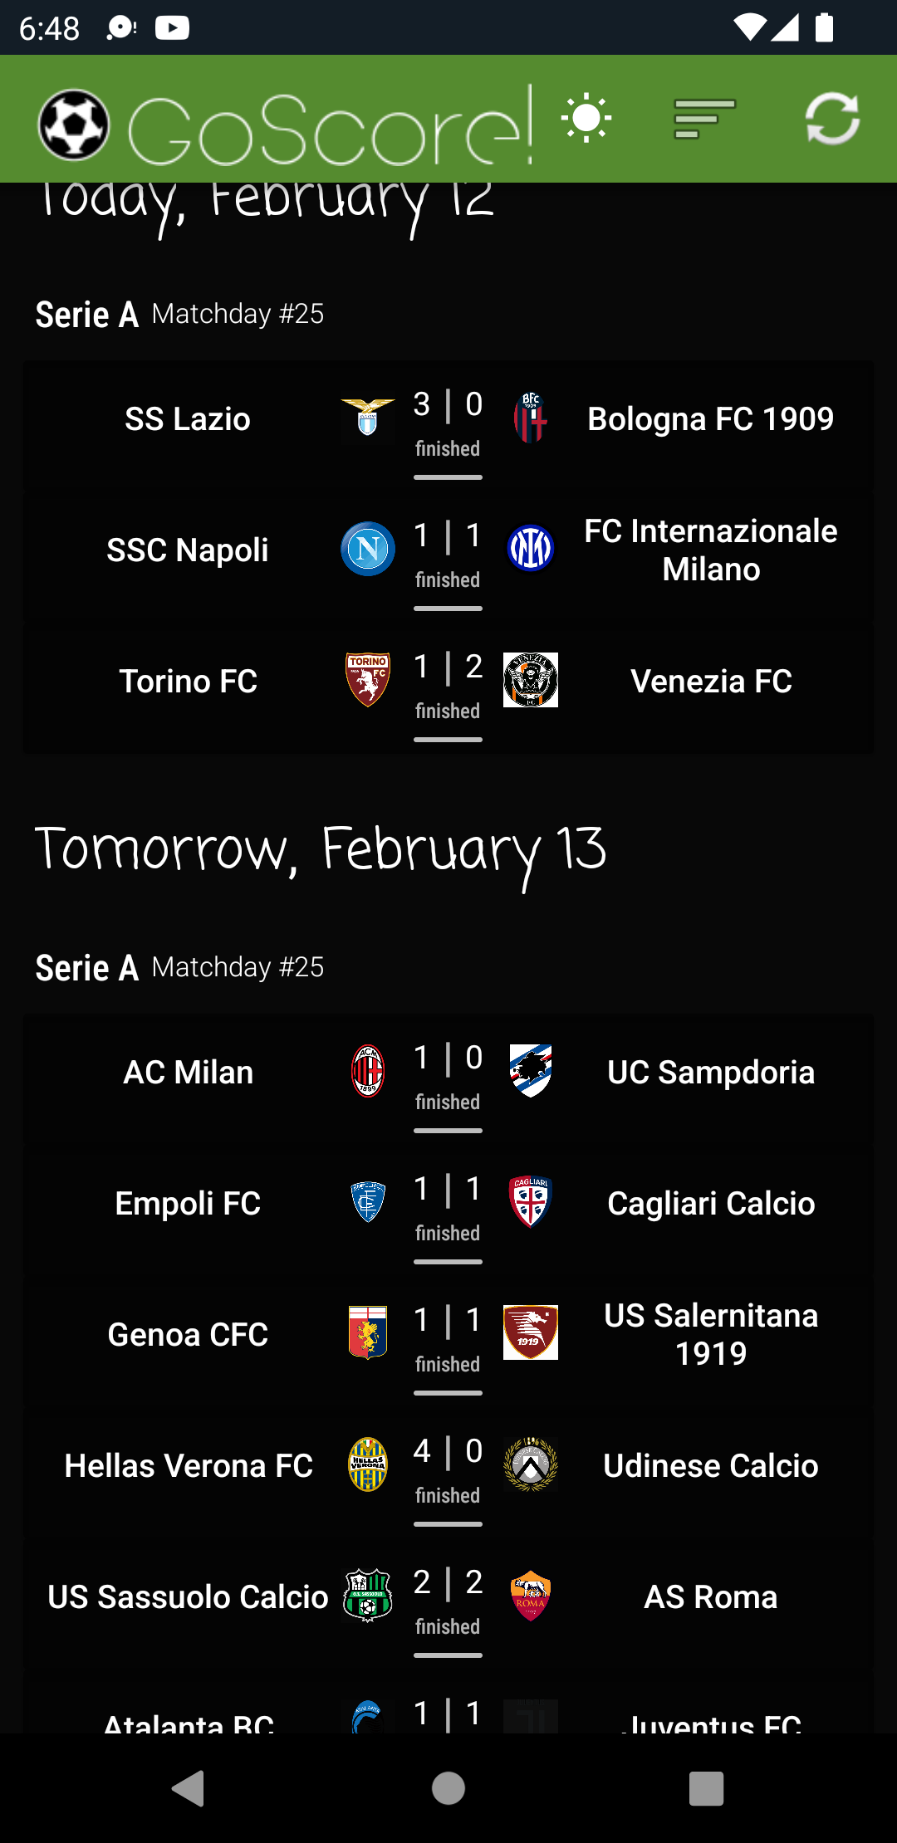 6:48
GoScore!
Today, February 12
Serie A Matchday #25
SS Lazio 3 | 0 Bologna FC 1909
finished
SSC Napoli 1 | 1 FC Internazionale Milano
finished
Torino FC 1 | 2 Venezia FC
finished
Tomorrow, February 13
Serie A Matchday #25
AC Milan 1 | 0 UC Sampdoria
finished
Empoli FC 1 | 1 Cagliari Calcio
finished
Genoa CFC 1 | 1 US Salernitana 1919
finished
Hellas Verona FC 4 | 0 Udinese Calcio
finished
US Sassuolo Calcio 2 | 2 AS Roma
finished
Atalanta BC 1 | 1 Juventus FC